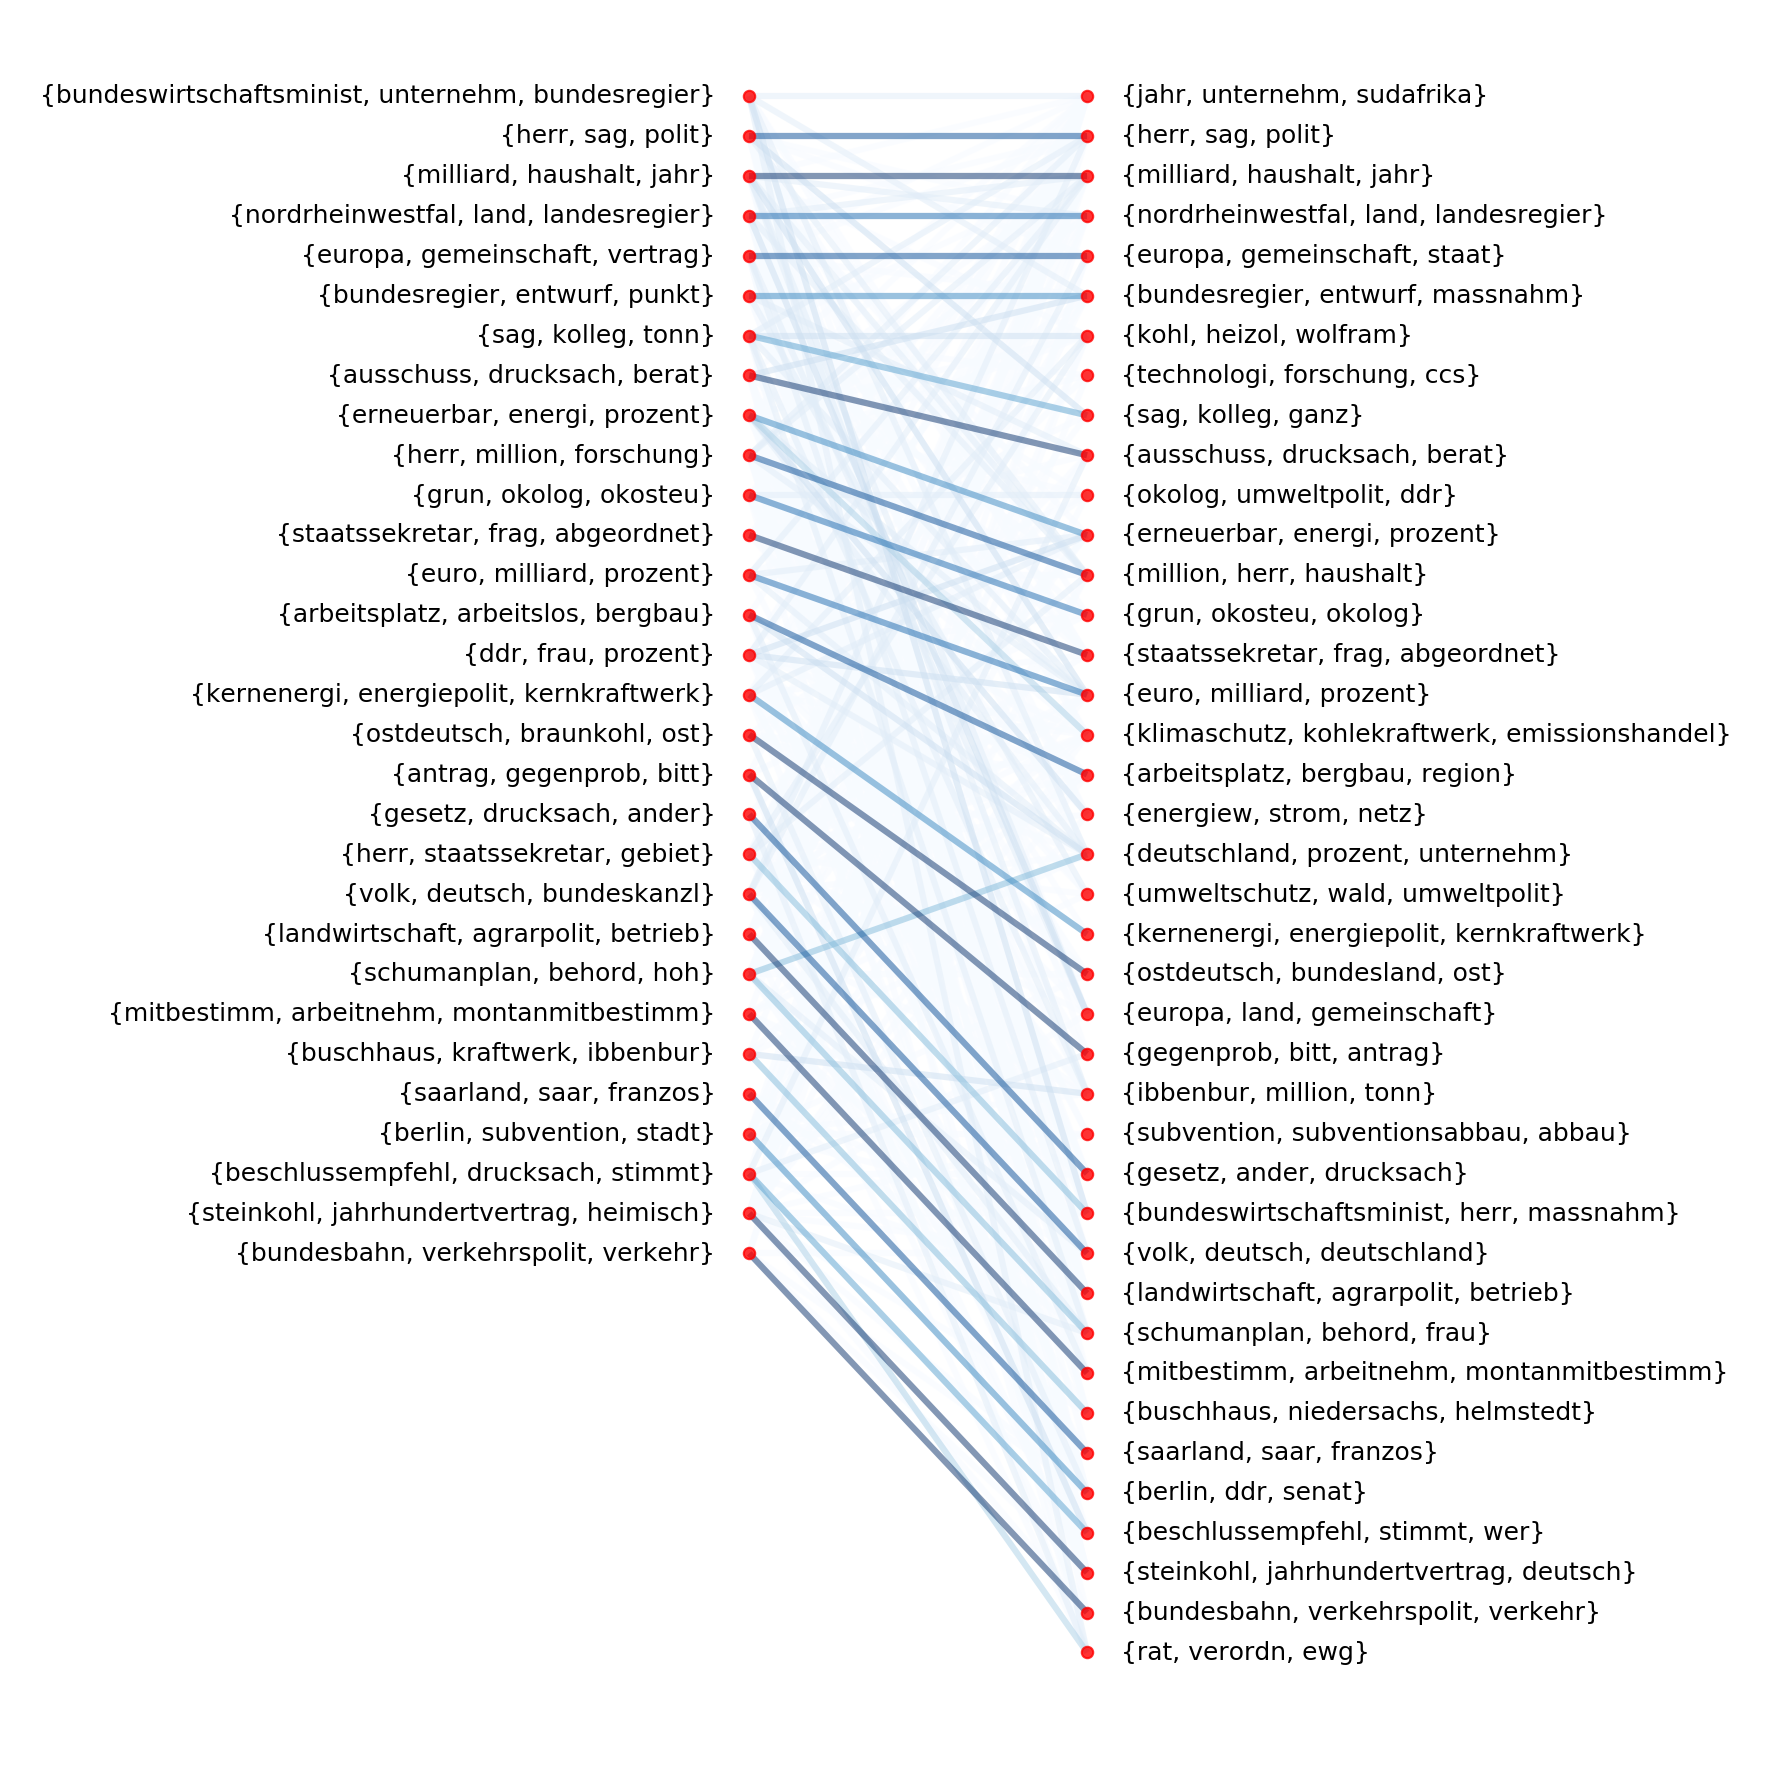 {bundeswirtschaftsminist, unternehm, bundesregier} {jahr, unternehm, sudafrika}
{herr, sag, polit} {herr, sag, polit}
{milliard, haushalt, jahr} {milliard, haushalt, jahr}
{nordrheinwestfal, land, landesregier} {nordrheinwestfal, land, landesregier}
{europa, gemeinschaft, vertrag} {europa, gemeinschaft, staat}
{bundesregier, entwurf, punkt} {bundesregier, entwurf, massnahm}
{sag, kolleg, tonn} {kohl, heizol, wolfram}
{ausschuss, drucksach, berat} {technologi, forschung, ccs}
{erneuerbar, energi, prozent} {sag, kolleg, ganz}
{herr, million, forschung} {ausschuss, drucksach, berat}
{grun, okolog, okosteu} {okolog, umweltpolit, ddr}
{staatssekretar, frag, abgeordnet} {erneuerbar, energi, prozent}
{euro, milliard, prozent} {million, herr, haushalt}
{arbeitsplatz, arbeitslos, bergbau} {grun, okosteu, okolog}
{ddr, frau, prozent} {staatssekretar, frag, abgeordnet}
{kernenergi, energiepolit, kernkraftwerk} {euro, milliard, prozent}
{ostdeutsch, braunkohl, ost} {klimaschutz, kohlekraftwerk, emissionshandel}
{antrag, gegenprob, bitt} {arbeitsplatz, bergbau, region}
{gesetz, drucksach, ander} {energiew, strom, netz}
{herr, staatssekretar, gebiet} {deutschland, prozent, unternehm}
{volk, deutsch, bundeskanzl} {umweltschutz, wald, umweltpolit}
{landwirtschaft, agrarpolit, betrieb} {kernenergi, energiepolit, kernkraftwerk}
{schumanplan, behord, hoh} {ostdeutsch, bundesland, ost}
{mitbestimm, arbeitnehm, montanmitbestimm} {europa, land, gemeinschaft}
{buschhaus, kraftwerk, ibbenbur} {gegenprob, bitt, antrag}
{saarland, saar, franzos} {ibbenbur, million, tonn}
{berlin, subvention, stadt} {subvention, subventionsabbau, abbau}
{beschlussempfehl, drucksach, stimmt} {gesetz, ander, drucksach}
{steinkohl, jahrhundertvertrag, heimisch} {bundeswirtschaftsminist, herr, massnahm}
{bundesbahn, verkehrspolit, verkehr} {volk, deutsch, deutschland}
{landwirtschaft, agrarpolit, betrieb}
{schumanplan, behord, frau}
{mitbestimm, arbeitnehm, montanmitbestimm}
{buschhaus, niedersachs, helmstedt}
{saarland, saar, franzos}
{berlin, ddr, senat}
{beschlussempfehl, stimmt, wer}
{steinkohl, jahrhundertvertrag, deutsch}
{bundesbahn, verkehrspolit, verkehr}
{rat, verordn, ewg}